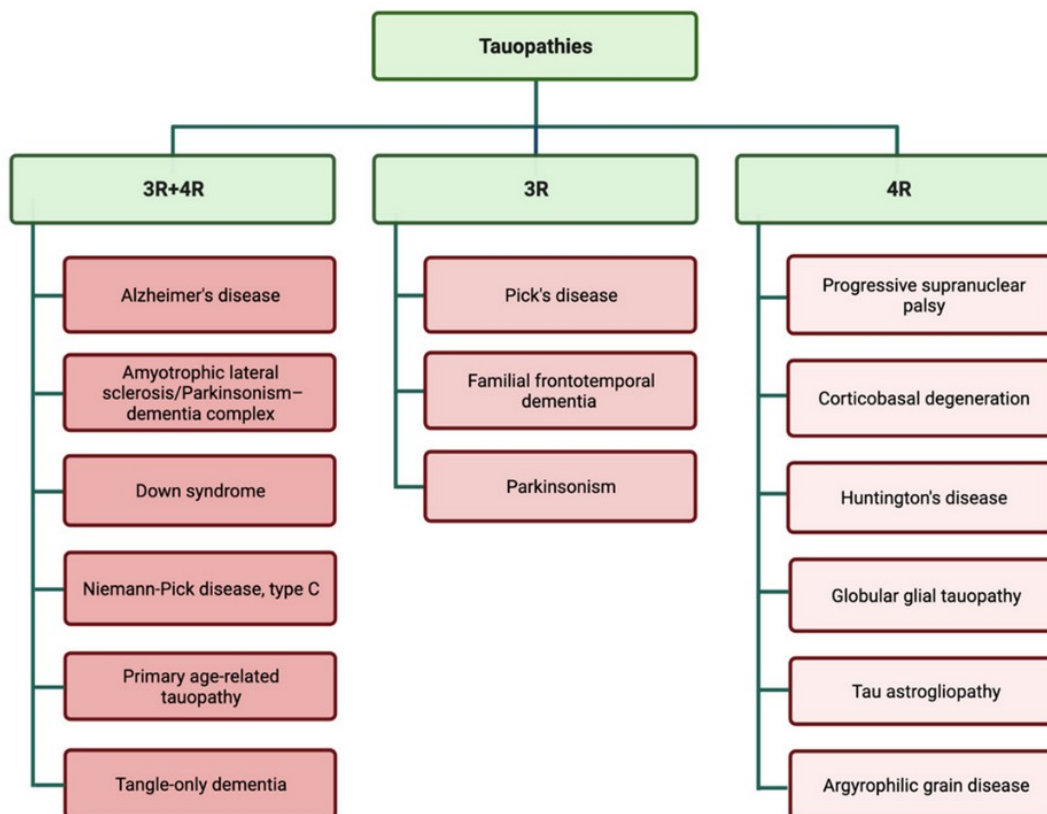 Tauopathies
3R+4R
Alzheimer's disease
Amyotrophic lateral
sclerosis/Parkinsonism–
dementia complex
Down syndrome
Niemann-Pick disease, type C
Primary age-related
tauopathy
Tangle-only dementia
3R
Pick's disease
Familial frontotemporal
dementia
Parkinsonism
4R
Progressive supranuclear
palsy
Corticobasal degeneration
Huntington's disease
Globular glial tauopathy
Tau astrogliopathy
Argyrophilic grain disease